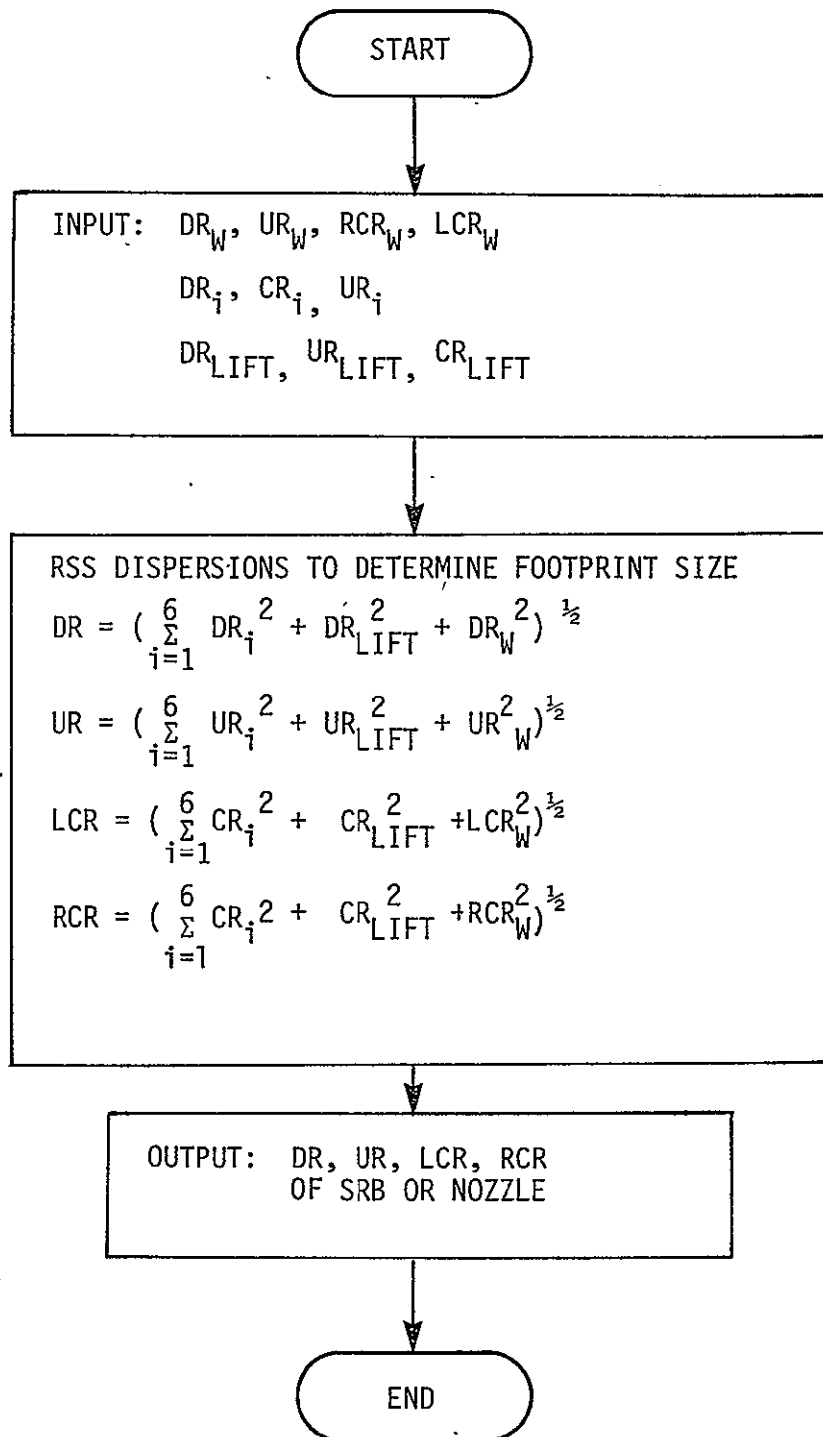 START
INPUT: DR_W, UR_W, RCR_W, LCR_W
DR_i, CR_i, UR_i
DR_LIFT, UR_LIFT, CR_LIFT
RSS DISPERSIONS TO DETERMINE FOOTPRINT SIZE
DR = ( Σ_{i=1}^{6} DR_i^2 + DR_LIFT^2 + DR_W^2 )^½
UR = ( Σ_{i=1}^{6} UR_i^2 + UR_LIFT^2 + UR^2_W )^½
LCR = ( Σ_{i=1}^{6} CR_i^2 + CR_LIFT^2 +LCR_W^2 )^½
RCR = ( Σ_{i=1}^{6} CR_i^2 + CR_LIFT^2 +RCR_W^2 )^½
OUTPUT: DR, UR, LCR, RCR
OF SRB OR NOZZLE
END